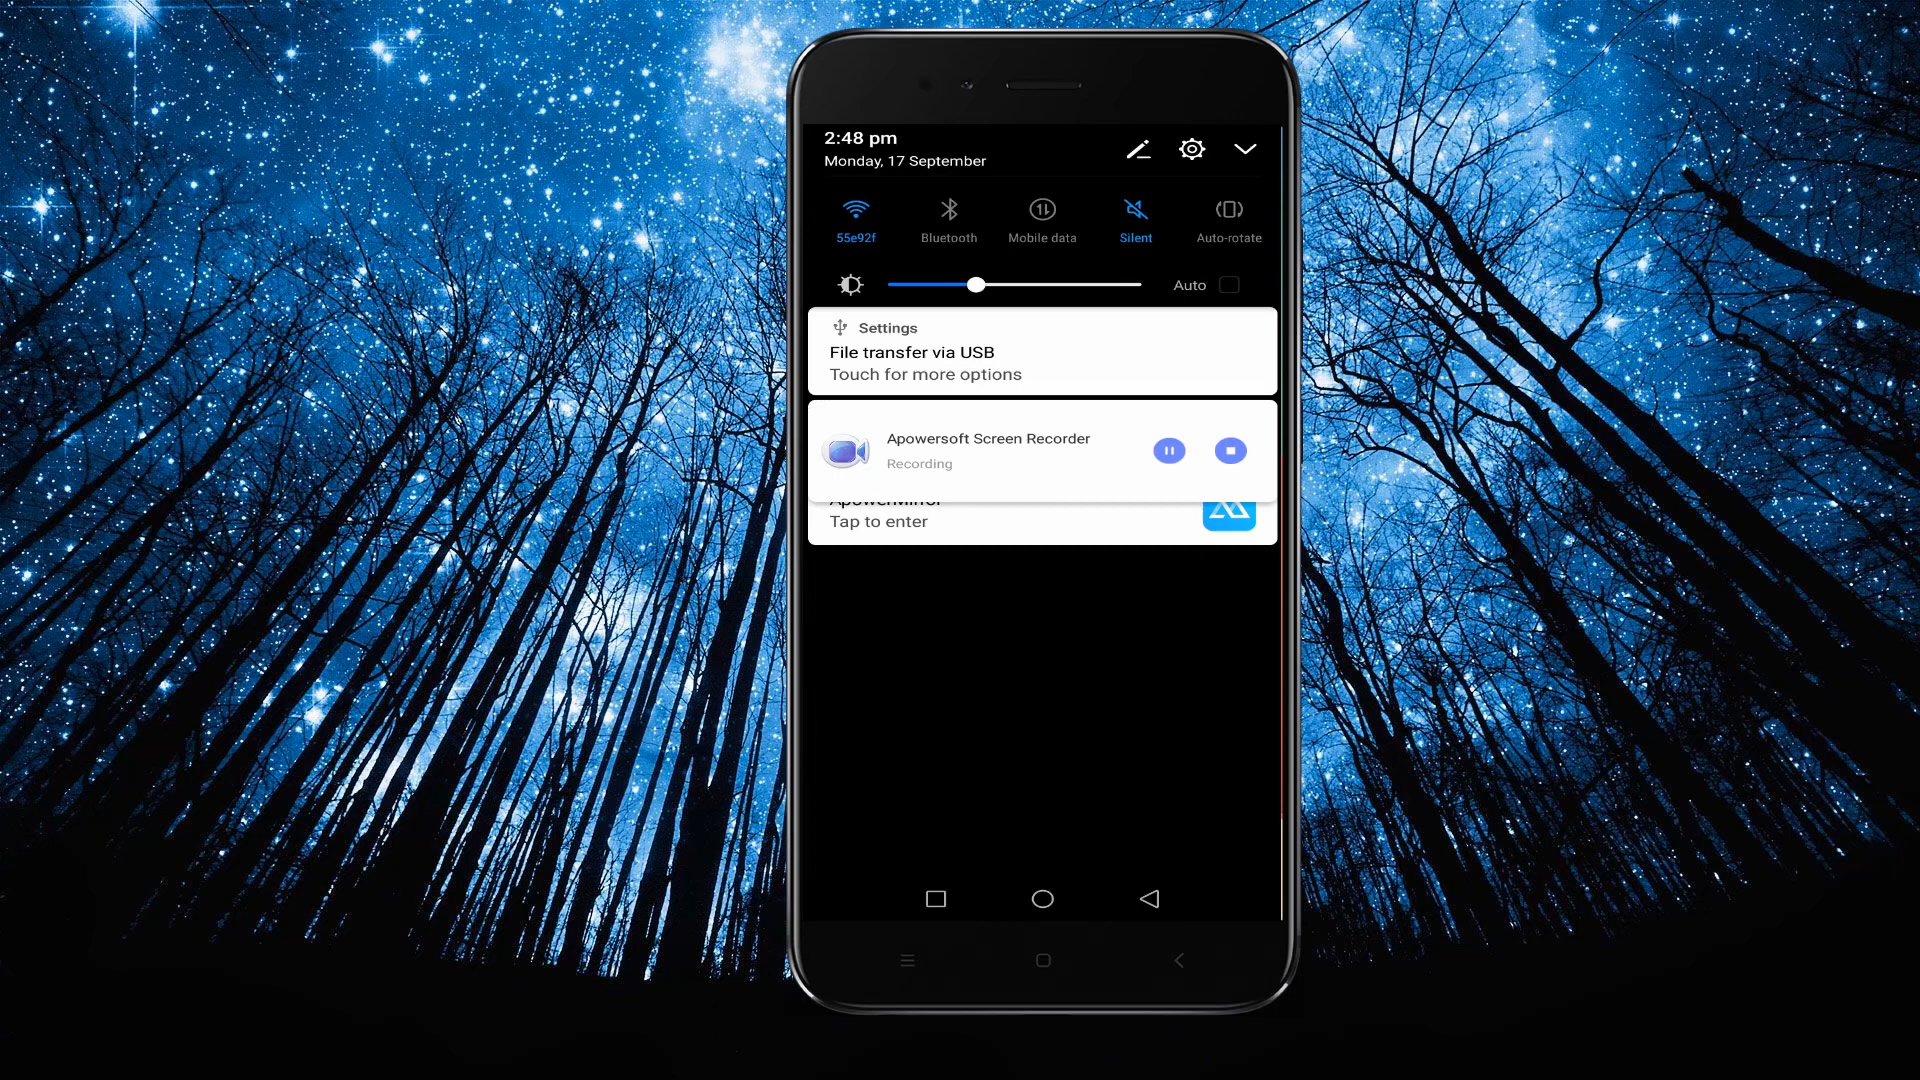 2:48 pm
Monday, 17 September
55e92f
Bluetooth
Mobile data
Silent
Auto-rotate
Auto
Settings
File transfer via USB
Touch for more options
Apowersoft Screen Recorder
Recording
ApowerMirror
Tap to enter